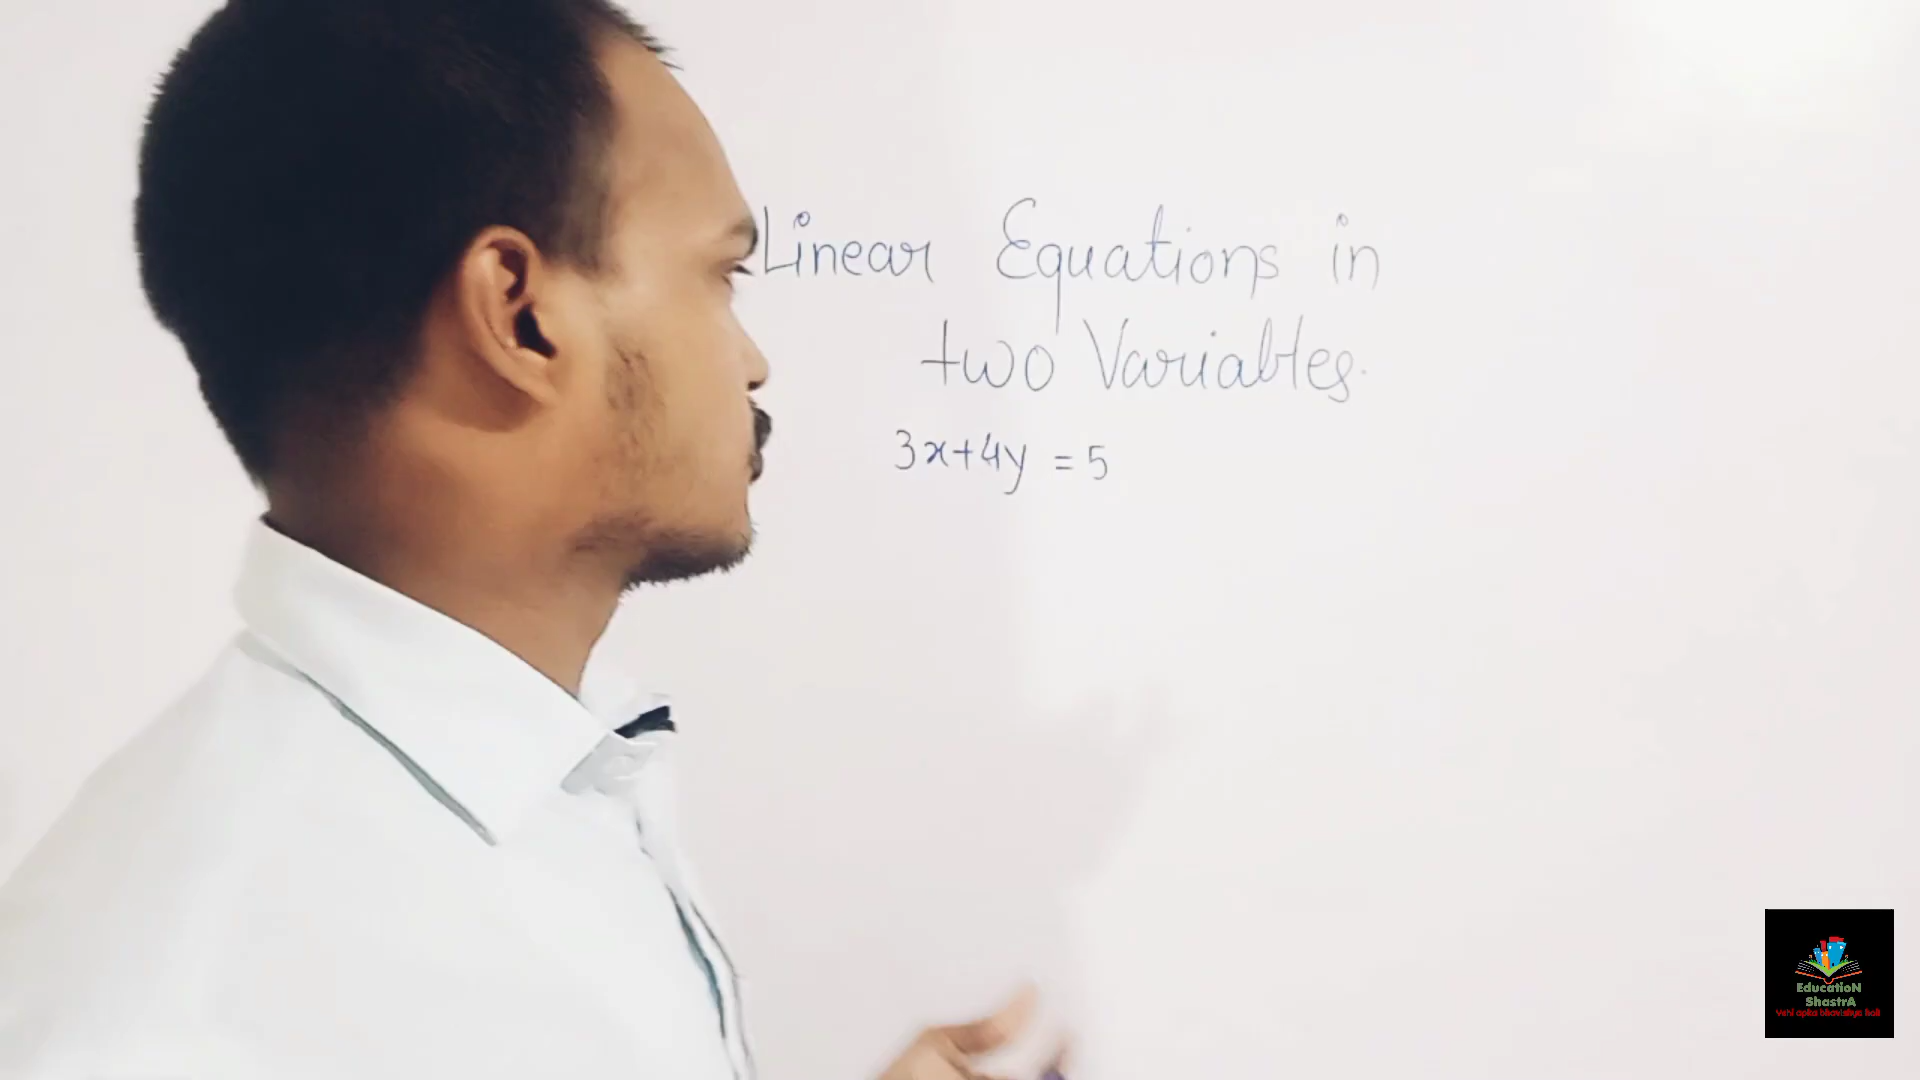 Linear Equations in
two Variables.
3x+4y = 5
EducatioN
ShastrA